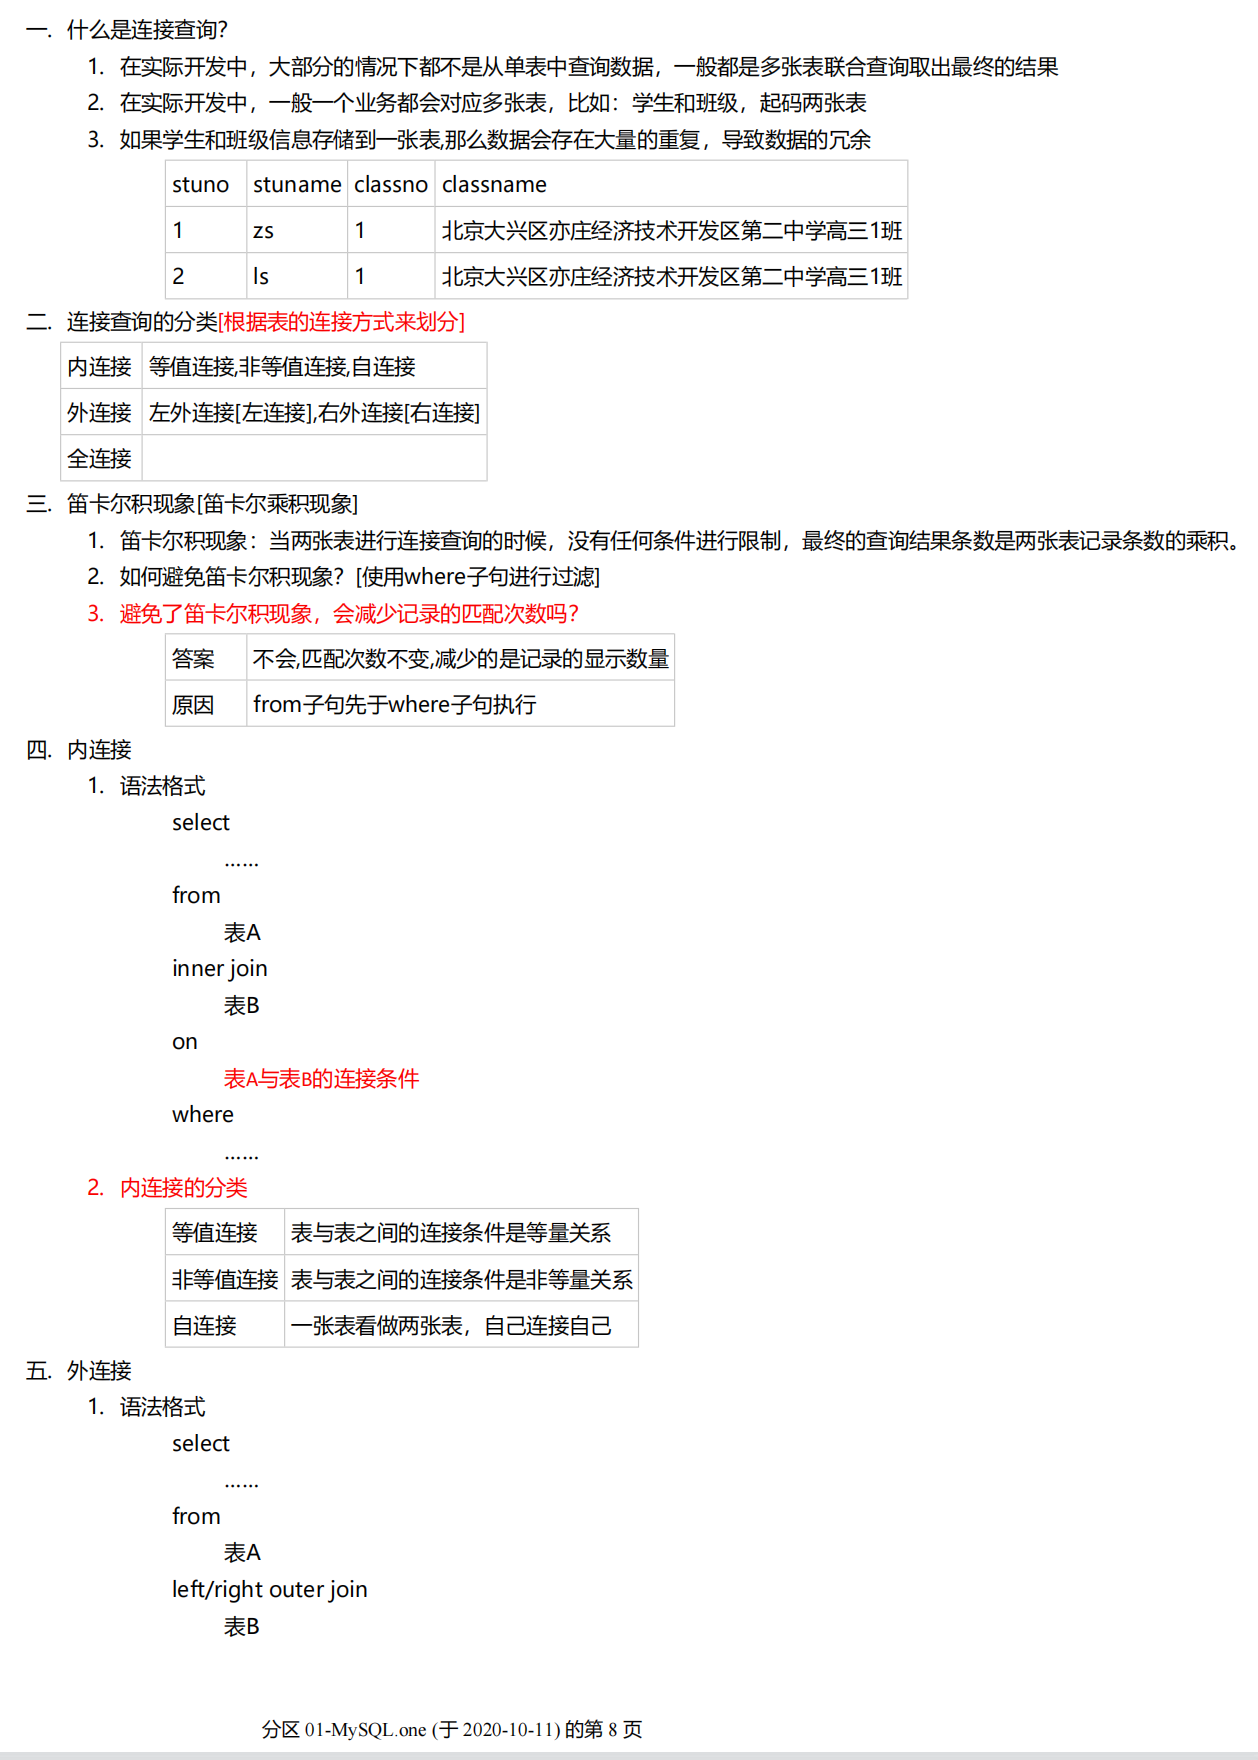 一. 什么是连接查询?
1. 在实际开发中，大部分的情况下都不是从单表中查询数据，一般都是多张表联合查询取出最终的结果
2. 在实际开发中，一般一个业务都会对应多张表，比如：学生和班级，起码两张表
3. 如果学生和班级信息存储到一张表,那么数据会存在大量的重复，导致数据的冗余
stuno stuname classno classname
1 zs 1 北京大兴区亦庄经济技术开发区第二中学高三1班
2 ls 1 北京大兴区亦庄经济技术开发区第二中学高三1班
二. 连接查询的分类[根据表的连接方式来划分]
内连接 等值连接,非等值连接,自连接
外连接 左外连接[左连接],右外连接[右连接]
全连接
三. 笛卡尔积现象[笛卡尔乘积现象]
1. 笛卡尔积现象：当两张表进行连接查询的时候，没有任何条件进行限制，最终的查询结果条数是两张表记录条数的乘积。
2. 如何避免笛卡尔积现象？[使用where子句进行过滤]
3. 避免了笛卡尔积现象，会减少记录的匹配次数吗?
答案 不会,匹配次数不变,减少的是记录的显示数量
原因 from子句先于where子句执行
四. 内连接
1. 语法格式
select
……
from
表A
inner join
表B
on
表A与表B的连接条件
where
……
2. 内连接的分类
等值连接 表与表之间的连接条件是等量关系
非等值连接 表与表之间的连接条件是非等量关系
自连接 一张表看做两张表，自己连接自己
五. 外连接
1. 语法格式
select
……
from
表A
left/right outer join
表B
分区 01-MySQL.one (于 2020-10-11) 的第 8 页